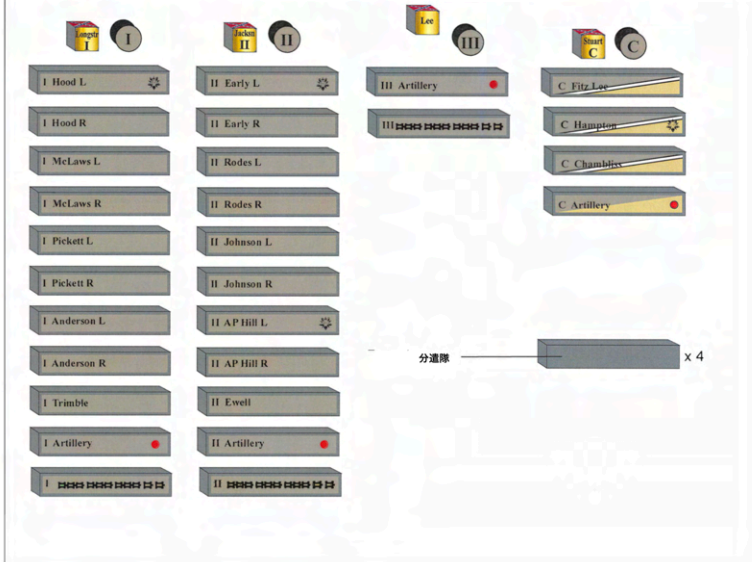 Longstr
I
I
I Hood L
I Hood R
I McLaws L
I McLaws R
I Pickett L
I Pickett R
I Anderson L
I Anderson R
I Trimble
I Artillery
I
Jacksn
II
II
II Early L
II Early R
II Rodes L
II Rodes R
II Johnson L
II Johnson R
II AP Hill L
II AP Hill R
II Ewell
II Artillery
II
Lee
III
III Artillery
III
Stuart
C
C
C Fitz Lee
C Hampton
C Chambliss
C Artillery
分遣隊
x 4